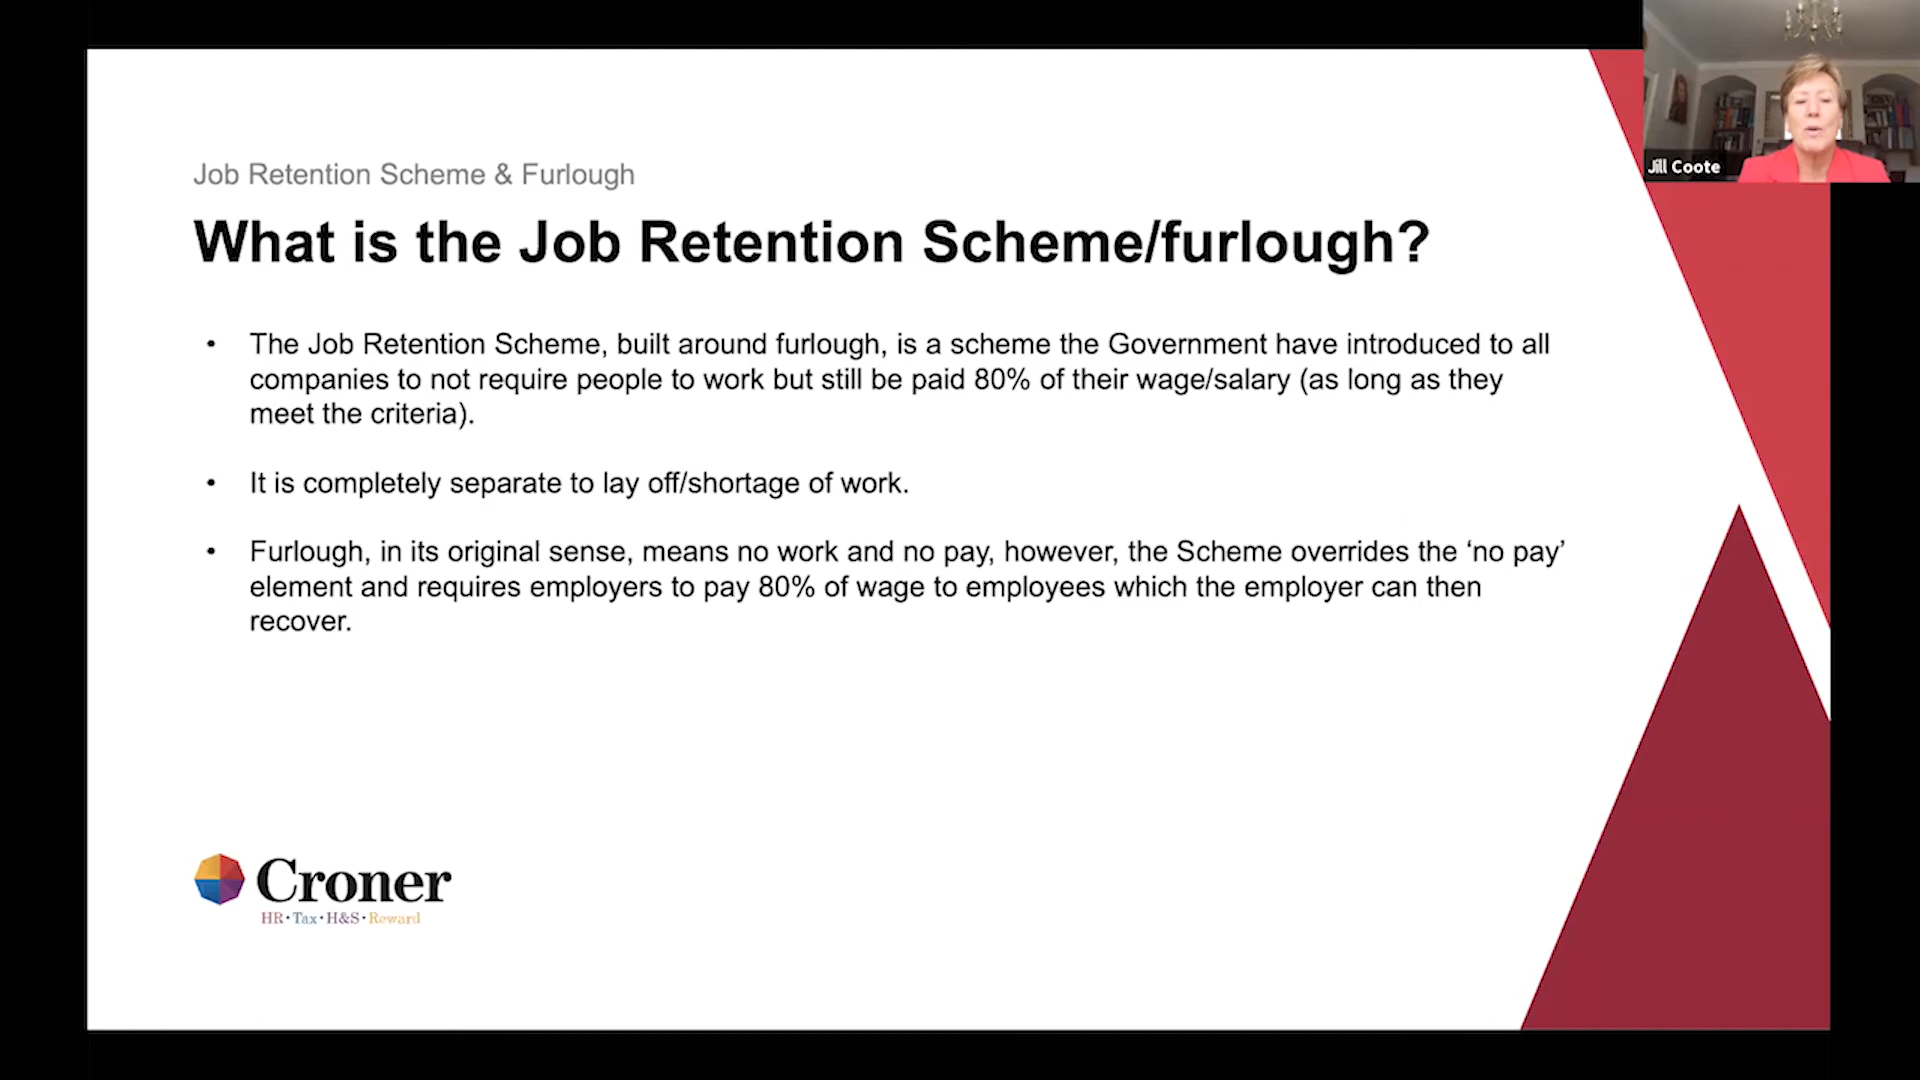 Job Retention Scheme & Furlough
What is the Job Retention Scheme/furlough?
• The Job Retention Scheme, built around furlough, is a scheme the Government have introduced to all
companies to not require people to work but still be paid 80% of their wage/salary (as long as they
meet the criteria).
• It is completely separate to lay off/shortage of work.
• Furlough, in its original sense, means no work and no pay, however, the Scheme overrides the ‘no pay’
element and requires employers to pay 80% of wage to employees which the employer can then
recover.
Croner
HR•Tax•H&S•Reward
Jill Coote